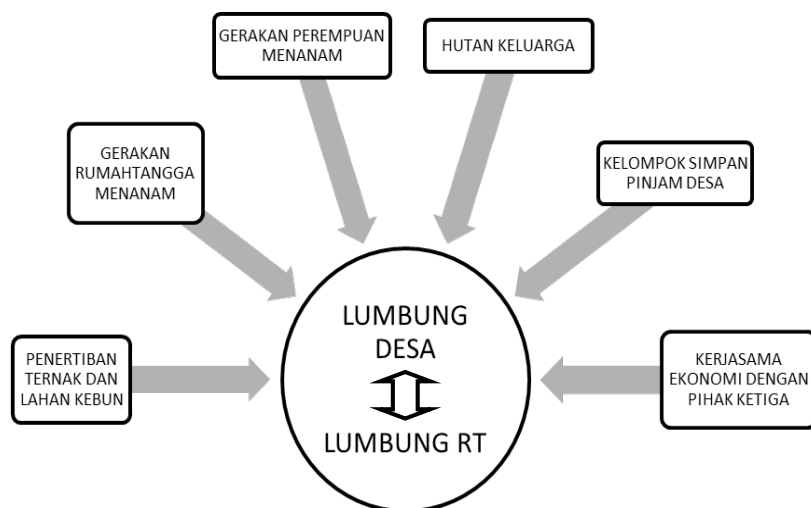 GERAKAN PEREMPUAN
MENANAM
HUTAN KELUARGA
GERAKAN
RUMAHTANGGA
MENANAM
KELOMPOK SIMPAN
PINJAM DESA
PENERTIBAN
TERNAK DAN
LAHAN KEBUN
LUMBUNG
DESA
LUMBUNG RT
KERJASAMA
EKONOMI DENGAN
PIHAK KETIGA